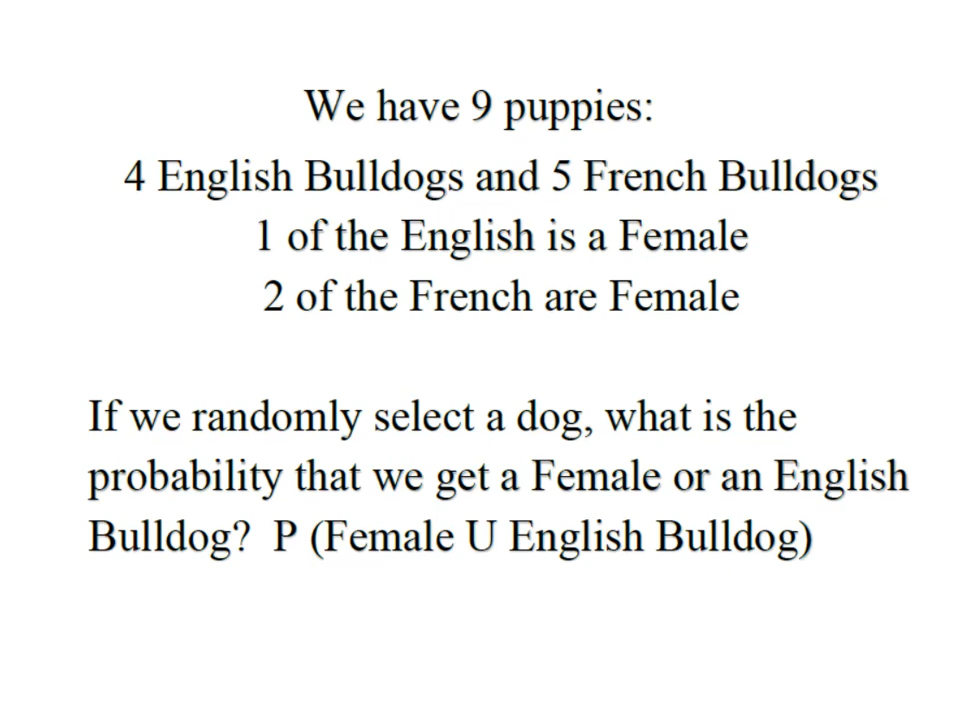 We have 9 puppies:
4 English Bulldogs and 5 French Bulldogs
1 of the English is a Female
2 of the French are Female
If we randomly select a dog, what is the
probability that we get a Female or an English
Bulldog?  P (Female U English Bulldog)